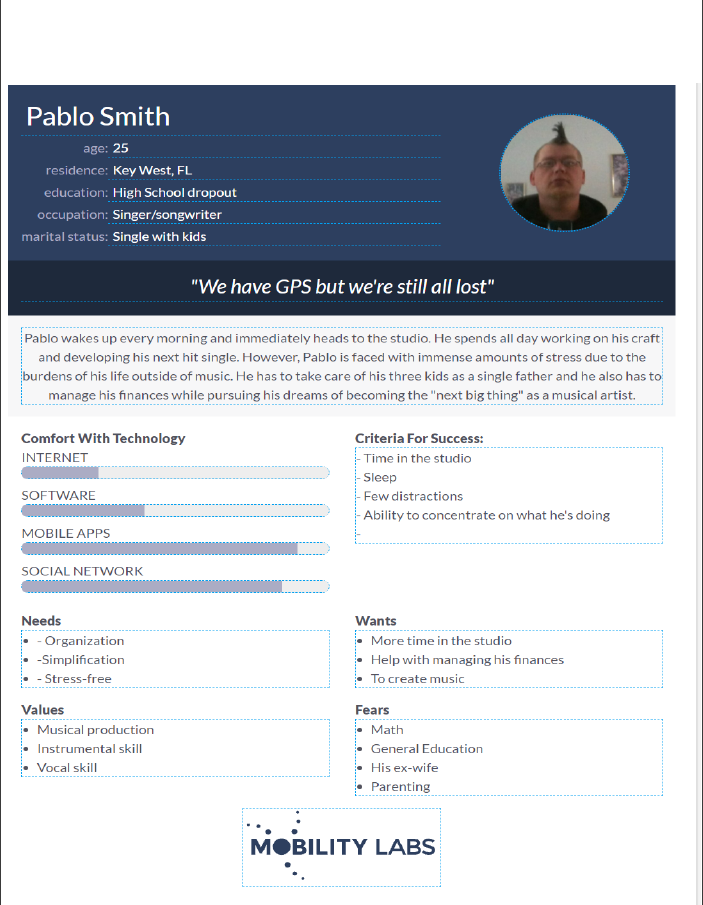 Pablo Smith
age: 25
residence: Key West, FL
education: High School dropout
occupation: Singer/songwriter
marital status: Single with kids
"We have GPS but we're still all lost"
Pablo wakes up every morning and immediately heads to the studio. He spends all day working on his craft
and developing his next hit single. However, Pablo is faced with immense amounts of stress due to the
burdens of his life outside of music. He has to take care of his three kids as a single father and he also has to
manage his finances while pursuing his dreams of becoming the "next big thing" as a musical artist.
Comfort With Technology
INTERNET
SOFTWARE
MOBILE APPS
SOCIAL NETWORK
Criteria For Success:
- Time in the studio
- Sleep
- Few distractions
- Ability to concentrate on what he's doing
-
Needs
• - Organization
• -Simplification
• - Stress-free
Wants
• More time in the studio
• Help with managing his finances
• To create music
Values
• Musical production
• Instrumental skill
• Vocal skill
Fears
• Math
• General Education
• His ex-wife
• Parenting
MOBILITY LABS